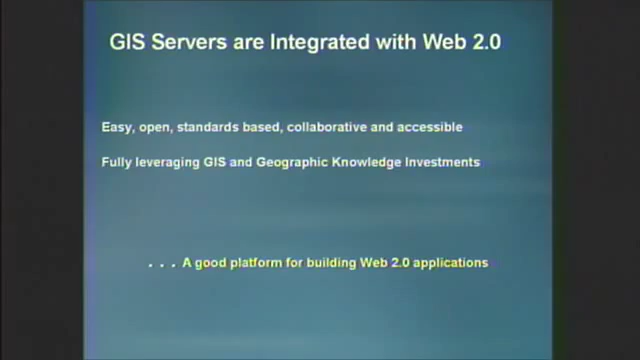 GIS Servers are Integrated with Web 2.0
Easy, open, standards based, collaborative and accessible
Fully leveraging GIS and Geographic Knowledge Investments
. . . A good platform for building Web 2.0 applications